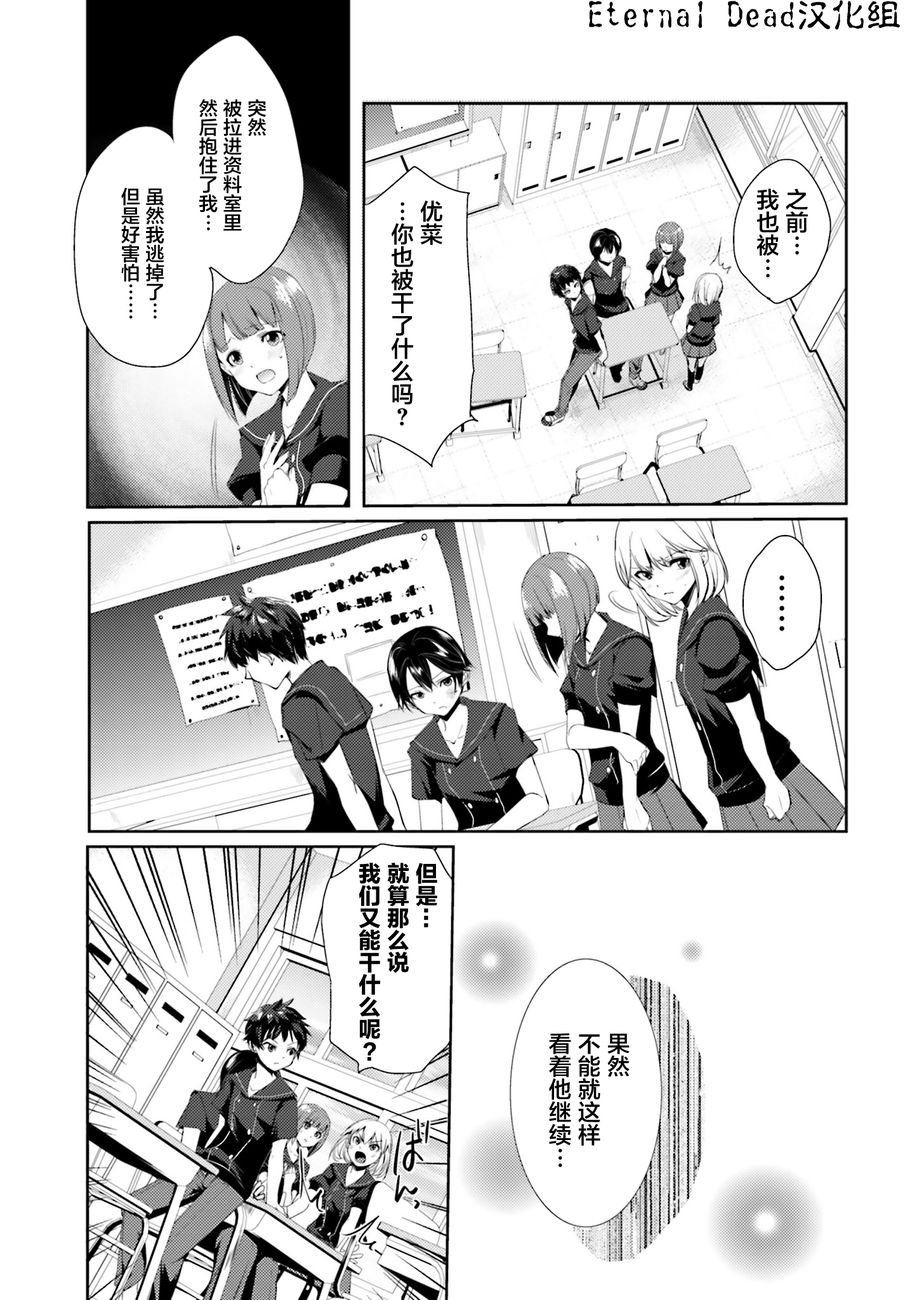 Eternal Dead汉化组
之前…
我也被…
优菜
…你也被干了什么吗？
突然
被拉进资料室里
然后抱住了我…
虽然我逃掉了…
但是好害怕……
……
果然
不能就这样
看着他继续…
但是…
就算那么说
我们又能干什么呢？
ばんっ